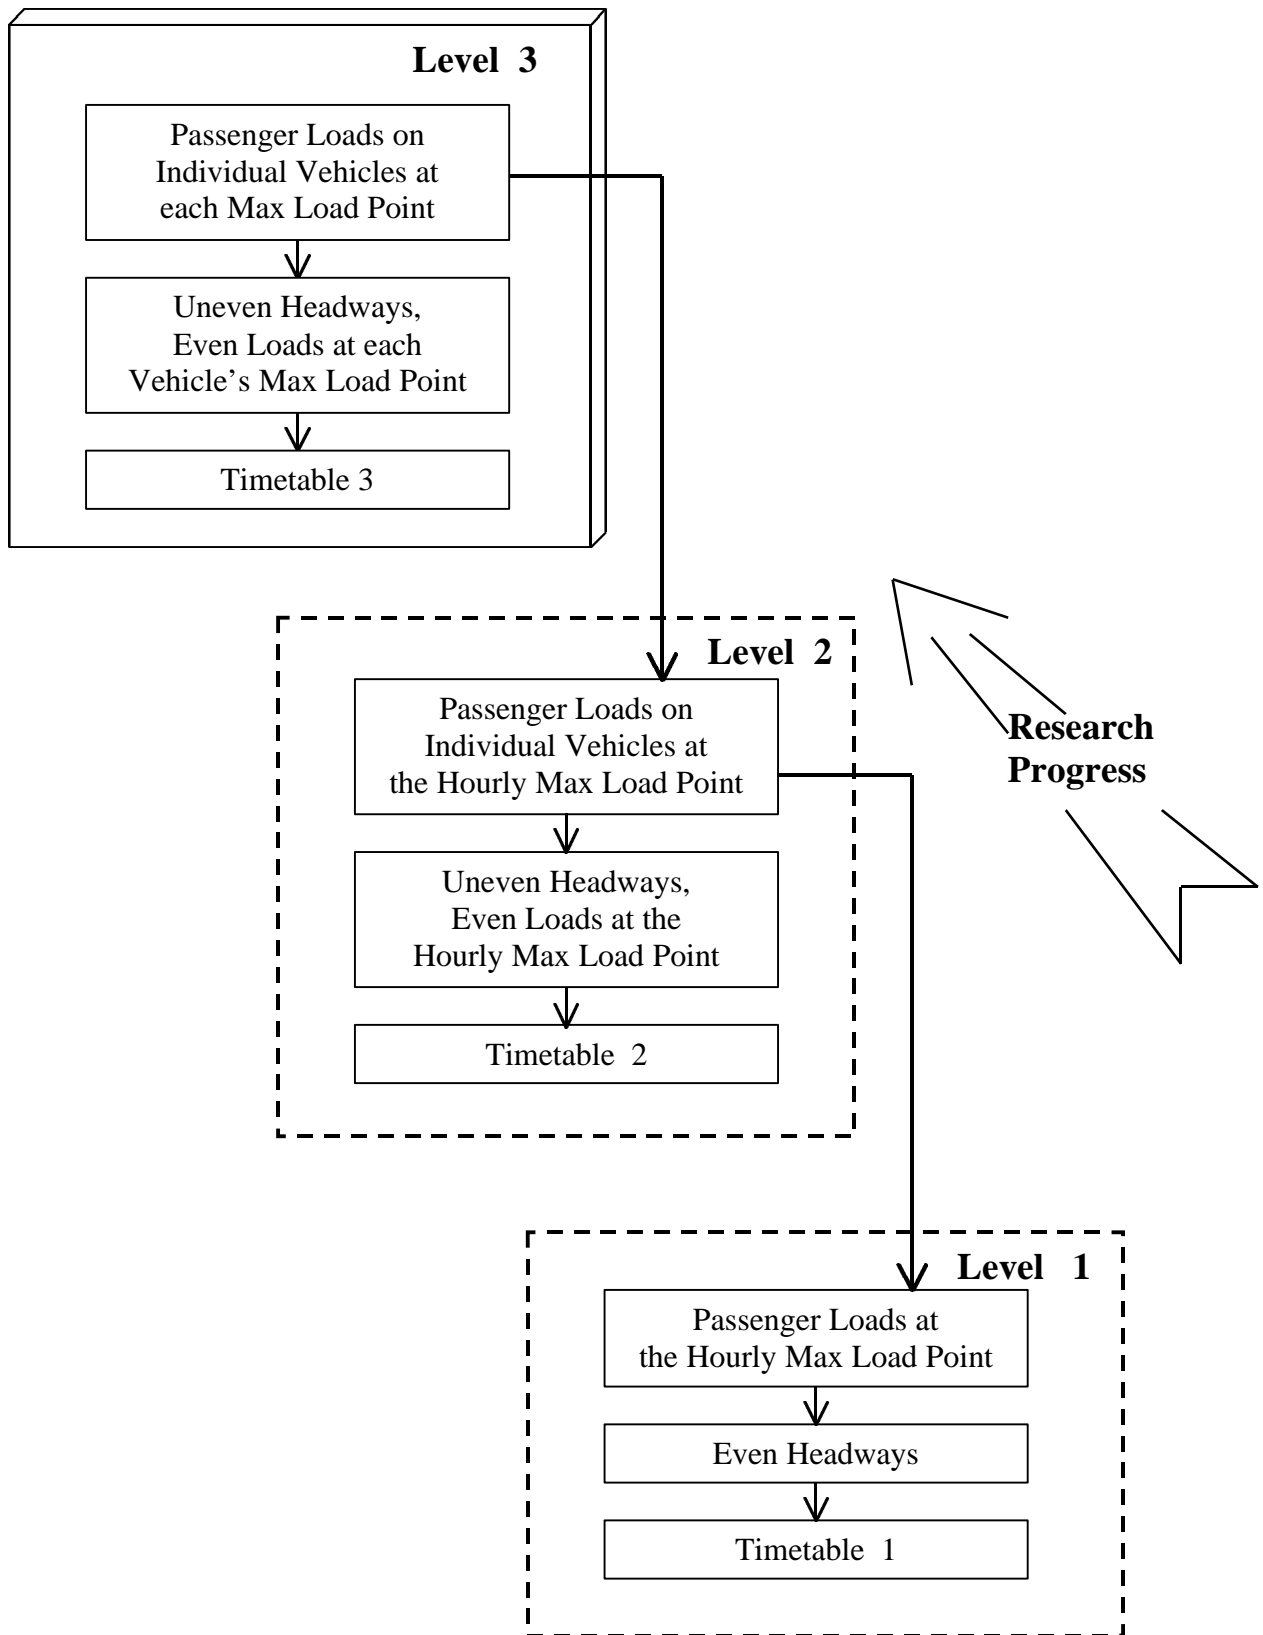 Level 3
Passenger Loads on
Individual Vehicles at
each Max Load Point
Uneven Headways,
Even Loads at each
Vehicle’s Max Load Point
Timetable 3
Level 2
Passenger Loads on
Individual Vehicles at
the Hourly Max Load Point
Uneven Headways,
Even Loads at the
Hourly Max Load Point
Timetable 2
Research
Progress
Level 1
Passenger Loads at
the Hourly Max Load Point
Even Headways
Timetable 1